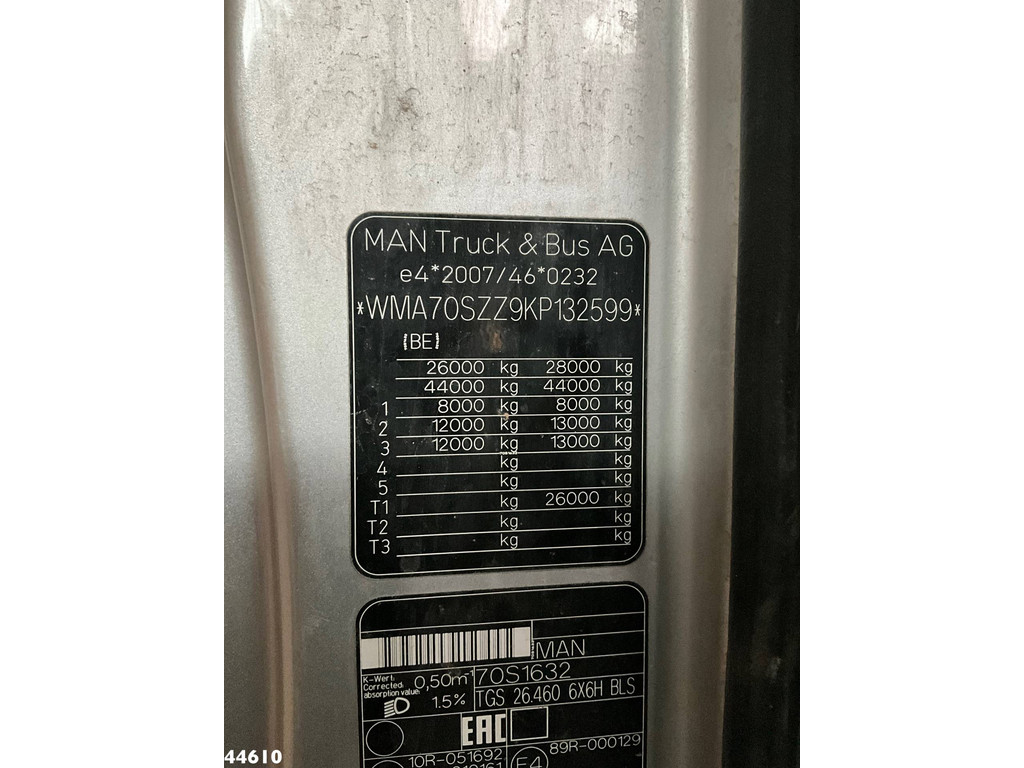 MAN Truck & Bus AG
e4*2007/46*0232
*WMA70SZZ9KP132599*
(BE)
26000 kg 28000 kg
44000 kg 44000 kg
1 8000 kg 8000 kg
2 12000 kg 13000 kg
3 12000 kg 13000 kg
4 kg kg
5 kg kg
T1 kg 26000 kg
T2 kg kg
T3 kg kg
MAN
K-Wert: 0,50m⁻¹ 70S1632
Corrected absorption value: 1.5% TGS 26.460 6X6H BLS
EAC
10R-051692 89R-000129
E4
44610